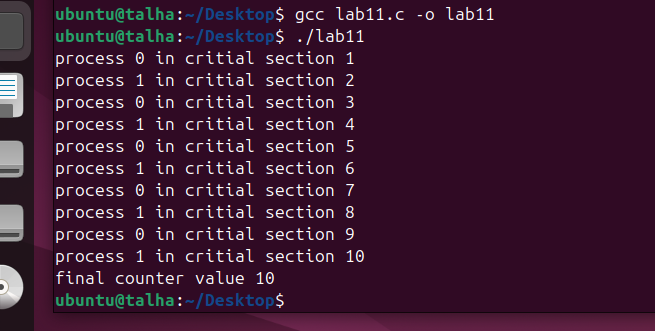 ubuntu@talha:~/Desktop$ gcc lab11.c -o lab11
ubuntu@talha:~/Desktop$ ./lab11
process 0 in critial section 1
process 1 in critial section 2
process 0 in critial section 3
process 1 in critial section 4
process 0 in critial section 5
process 1 in critial section 6
process 0 in critial section 7
process 1 in critial section 8
process 0 in critial section 9
process 1 in critial section 10
final counter value 10
ubuntu@talha:~/Desktop$